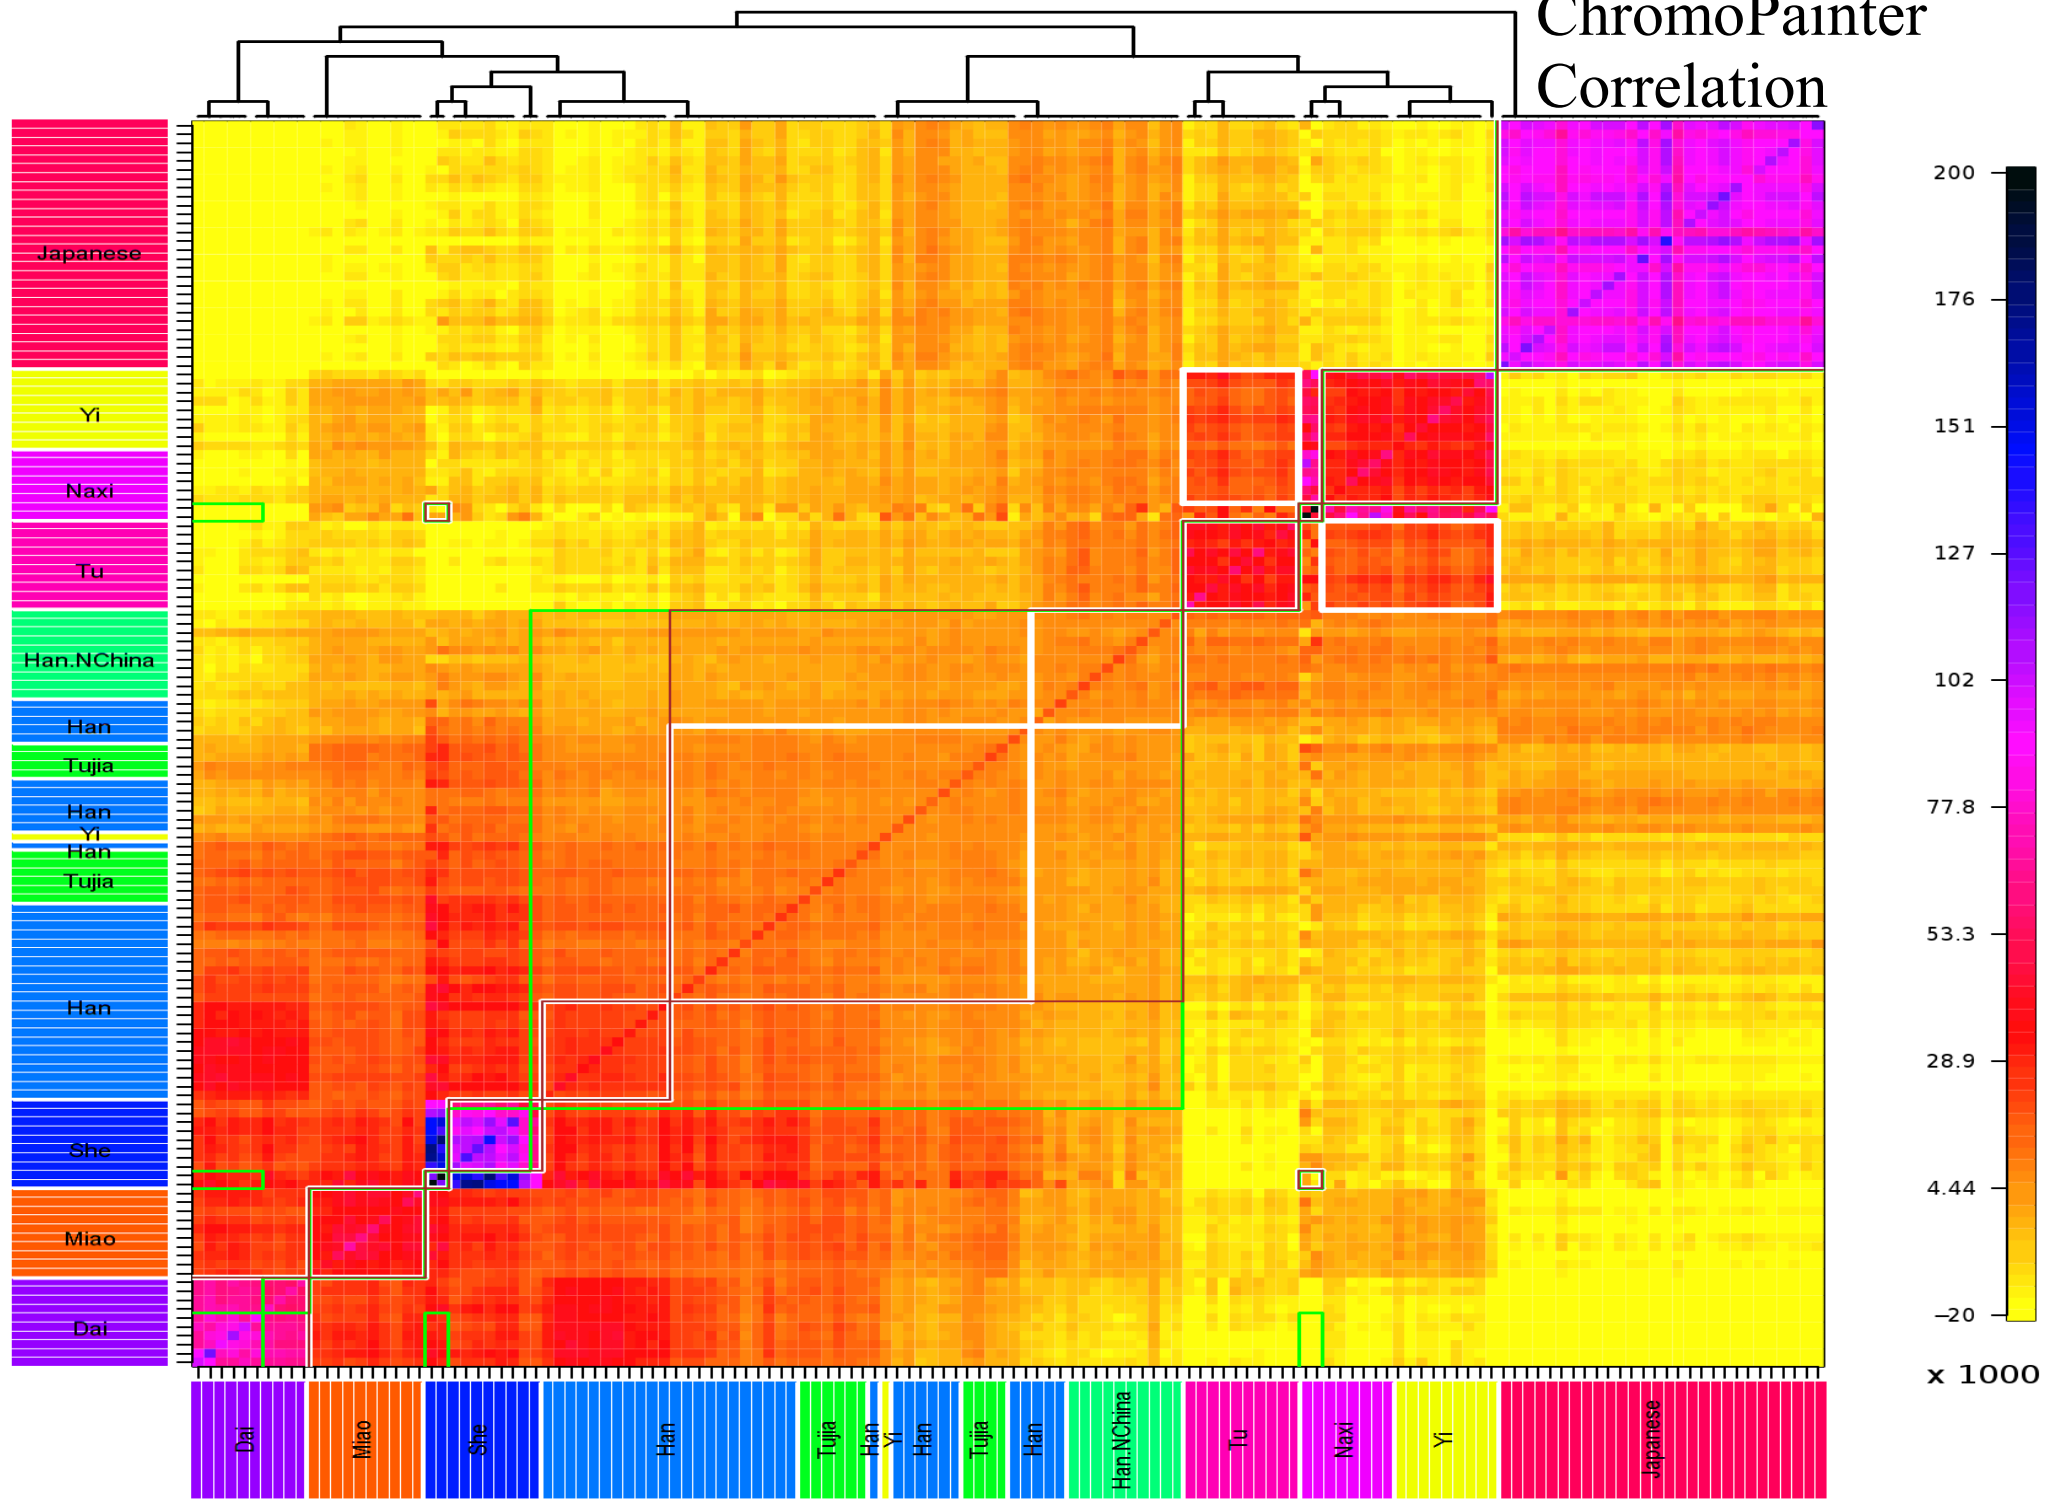 ChromoPainter
Correlation
Japanese
Yi
Naxi
Tu
Han.NChina
Han
Tujia
Han
Yi
Han
Tujia
Han
She
Miao
Dai
200
176
151
127
102
77.8
53.3
28.9
4.44
−20
x 1000
Dai
Miao
She
Han
Tujia
Han
Yi
Han
Tujia
Han
Han.NChina
Tu
Naxi
Yi
Japanese